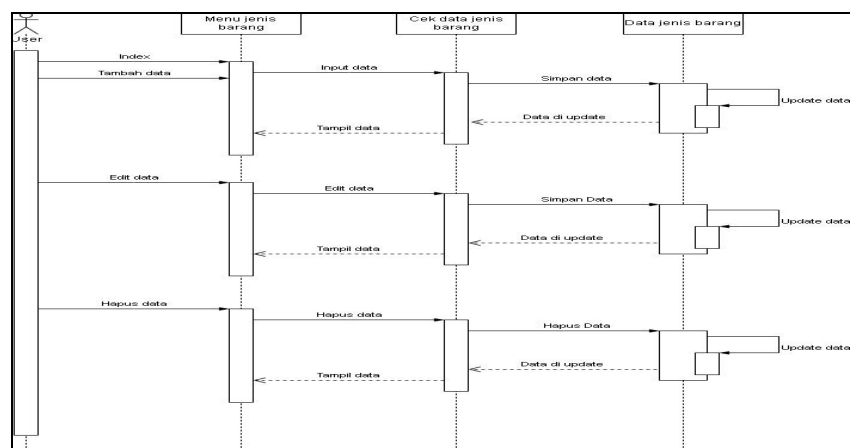 User
Menu jenis
barang
Cek data jenis
barang
Data jenis barang
Index
Tambah data
Input data
Simpan data
Update data
Data di update
Tampil data
Edit data
Edit data
Simpan Data
Update data
Data di update
Tampil data
Hapus data
Hapus data
Hapus Data
Update data
Data di update
Tampil data